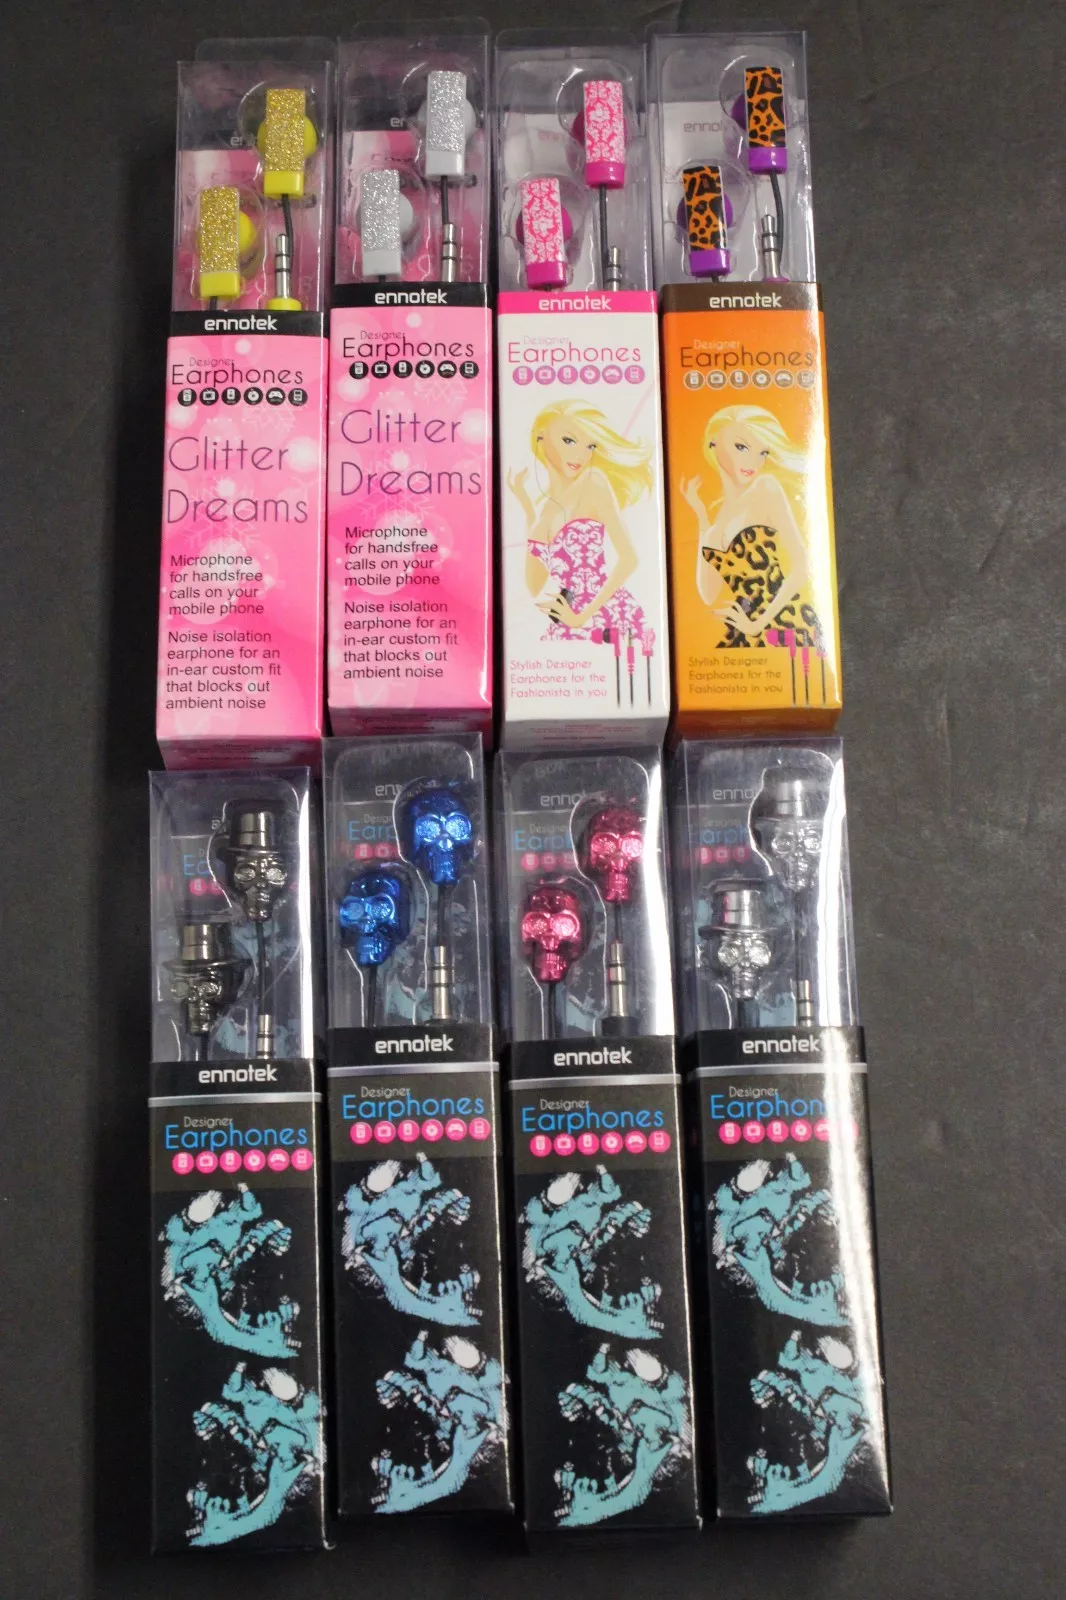 ennotek
Designer
Earphones
Glitter
Dreams
Microphone
for handsfree
calls on your
mobile phone
Noise isolation
earphone for an
in-ear custom fit
that blocks out
ambient noise
ennotek
Designer
Earphones
Glitter
Dreams
Microphone
for handsfree
calls on your
mobile phone
Noise isolation
earphone for an
in-ear custom fit
that blocks out
ambient noise
ennotek
Designer
Earphones
Stylish Designer
Earphones for the
Fashionista in you
ennotek
Designer
Earphones
Stylish Designer
Earphones for the
Fashionista in you
ennotek
Designer
Earphones
ennotek
Designer
Earphones
ennotek
Designer
Earphones
ennotek
Designer
Earphon